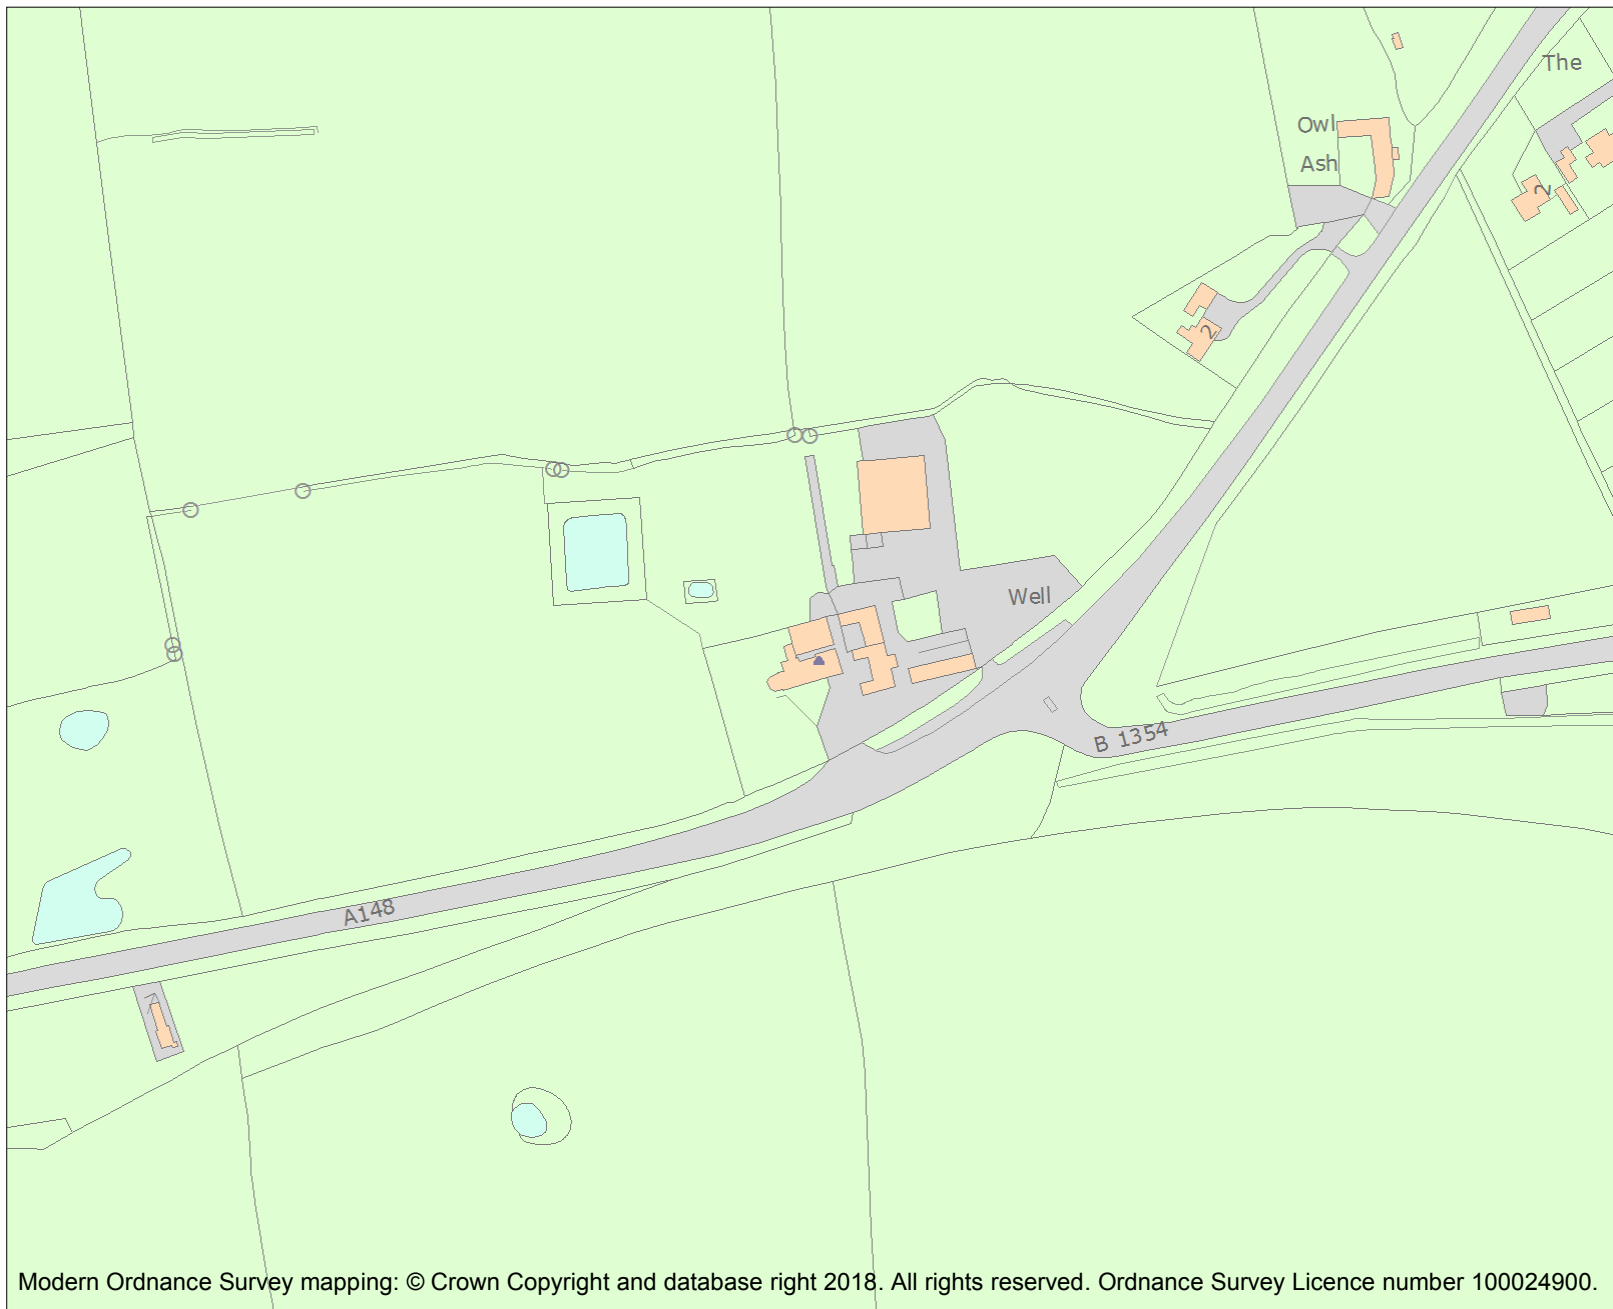 The
Owl
Ash
2
2
Well
B 1354
A148
Modern Ordnance Survey mapping: © Crown Copyright and database right 2018. All rights reserved. Ordnance Survey Licence number 100024900.